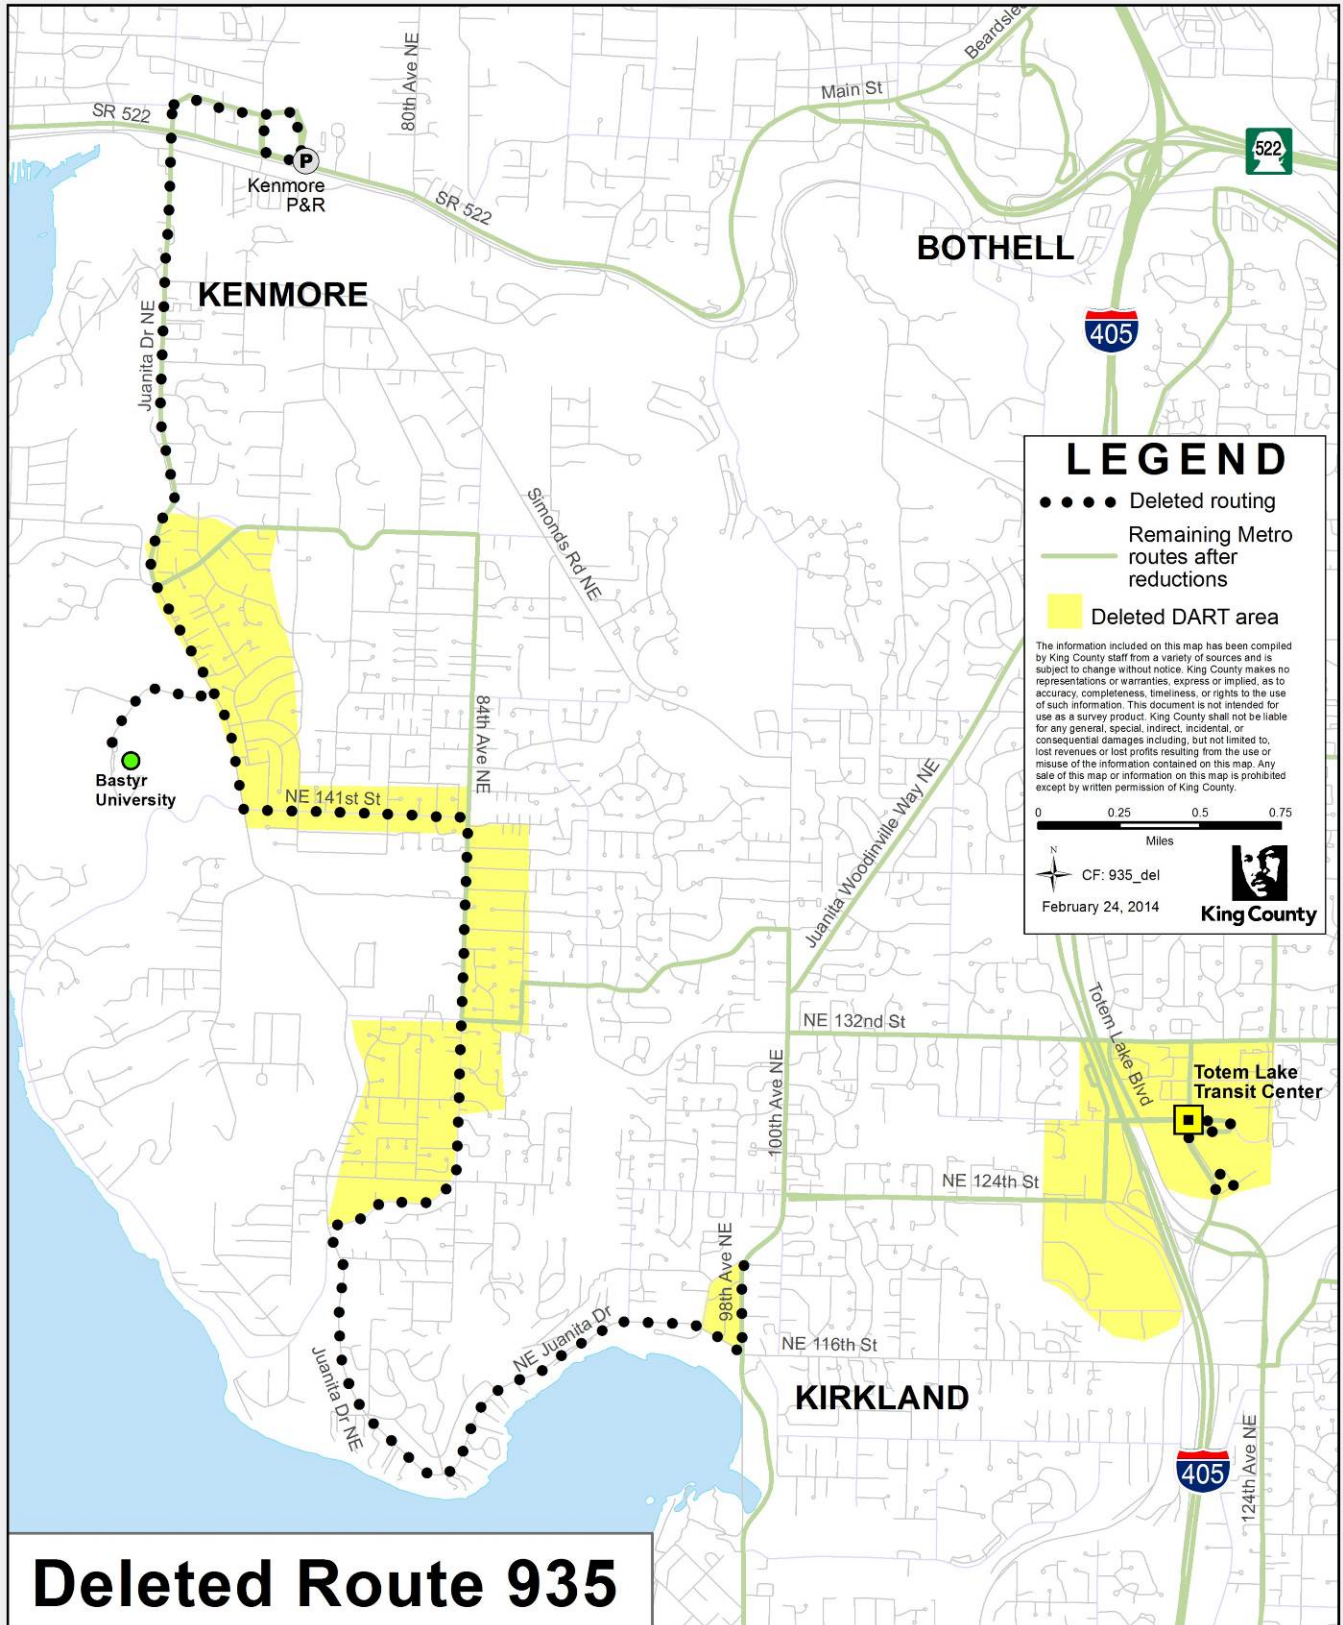 Beardslee
Main St
80th Ave NE
SR 522
522
P
Kenmore
P&R
SR 522
BOTHELL
KENMORE
405
Juanita Dr NE
LEGEND
Deleted routing
Remaining Metro
routes after
reductions
Deleted DART area
The information included on this map has been compiled
by King County staff from a variety of sources and is
subject to change without notice. King County makes no
representations or warranties, express or implied, as to
accuracy, completeness, timeliness, or rights to the use
of such information. This document is not intended for
use as a survey product. King County shall not be liable
for any general, special, indirect, incidental, or
consequential damages including, but not limited to,
lost revenues or lost profits resulting from the use or
misuse of the information contained on this map. Any
sale of this map or information on this map is prohibited
except by written permission of King County.
0 0.25 0.5 0.75
Miles
N
CF: 935_del
February 24, 2014
King County
Simonds Rd NE
84th Ave NE
Bastyr
University
NE 141st St
Juanita Woodinville Way NE
NE 132nd St
Totem Lake Blvd
Totem Lake
Transit Center
100th Ave NE
NE 124th St
98th Ave NE
NE Juanita Dr
NE 116th St
Juanita Dr NE
KIRKLAND
405
124th Ave NE
Deleted Route 935